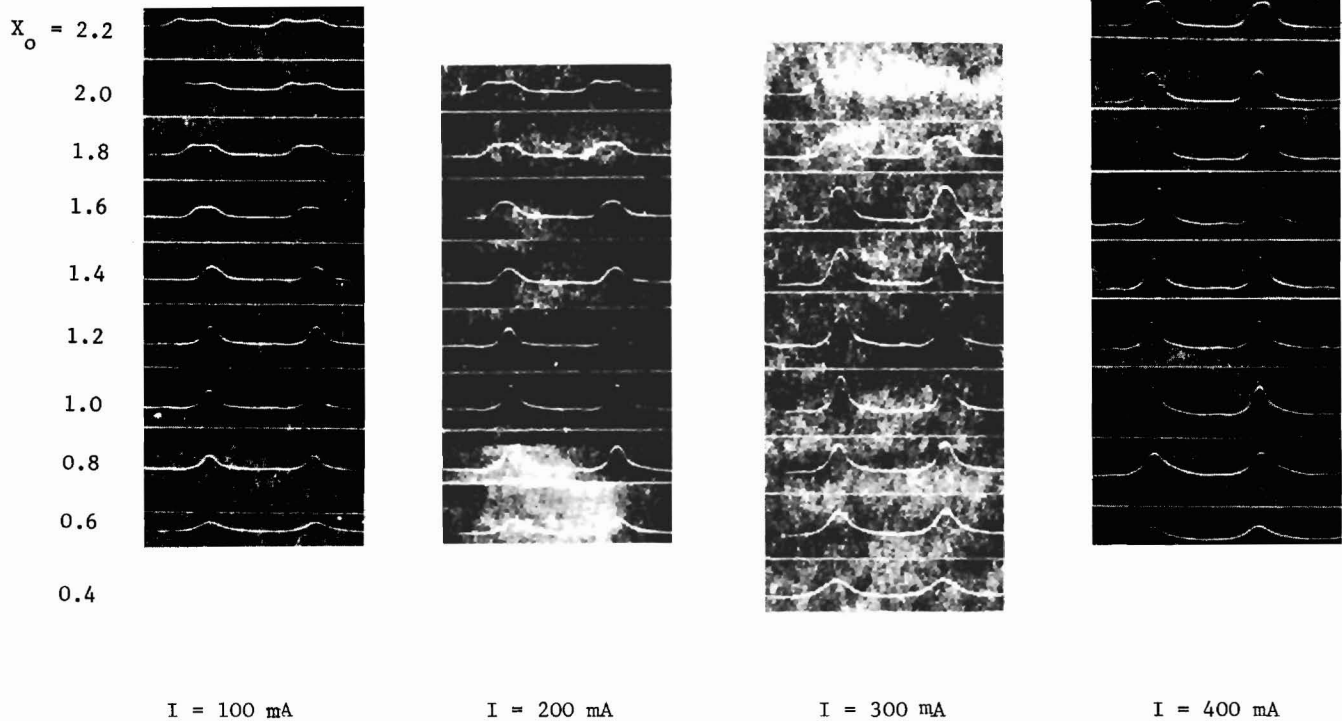 X_o = 2.2
2.0
1.8
1.6
1.4
1.2
1.0
0.8
0.6
0.4
I = 100 mA
I = 200 mA
I = 300 mA
I = 400 mA